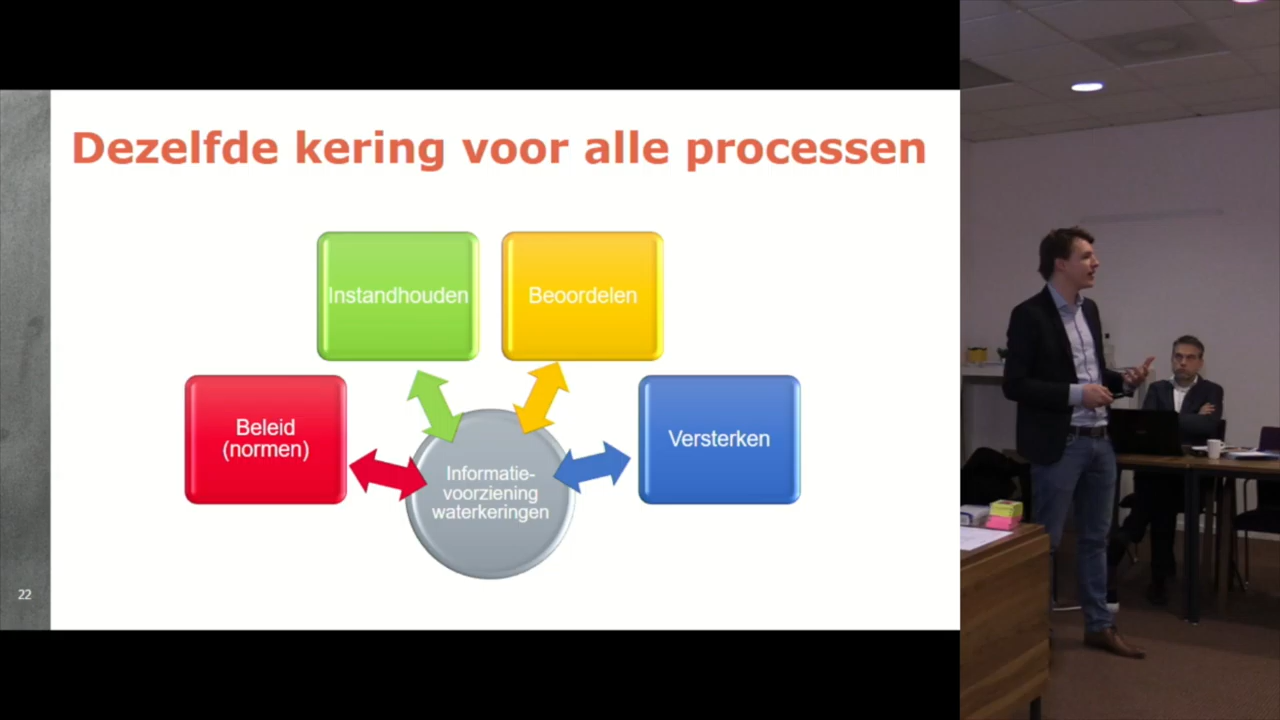 Dezelfde kering voor alle processen
Instandhouden
Beoordelen
Beleid
(normen)
Versterken
Informatie-
voorziening
waterkeringen
22